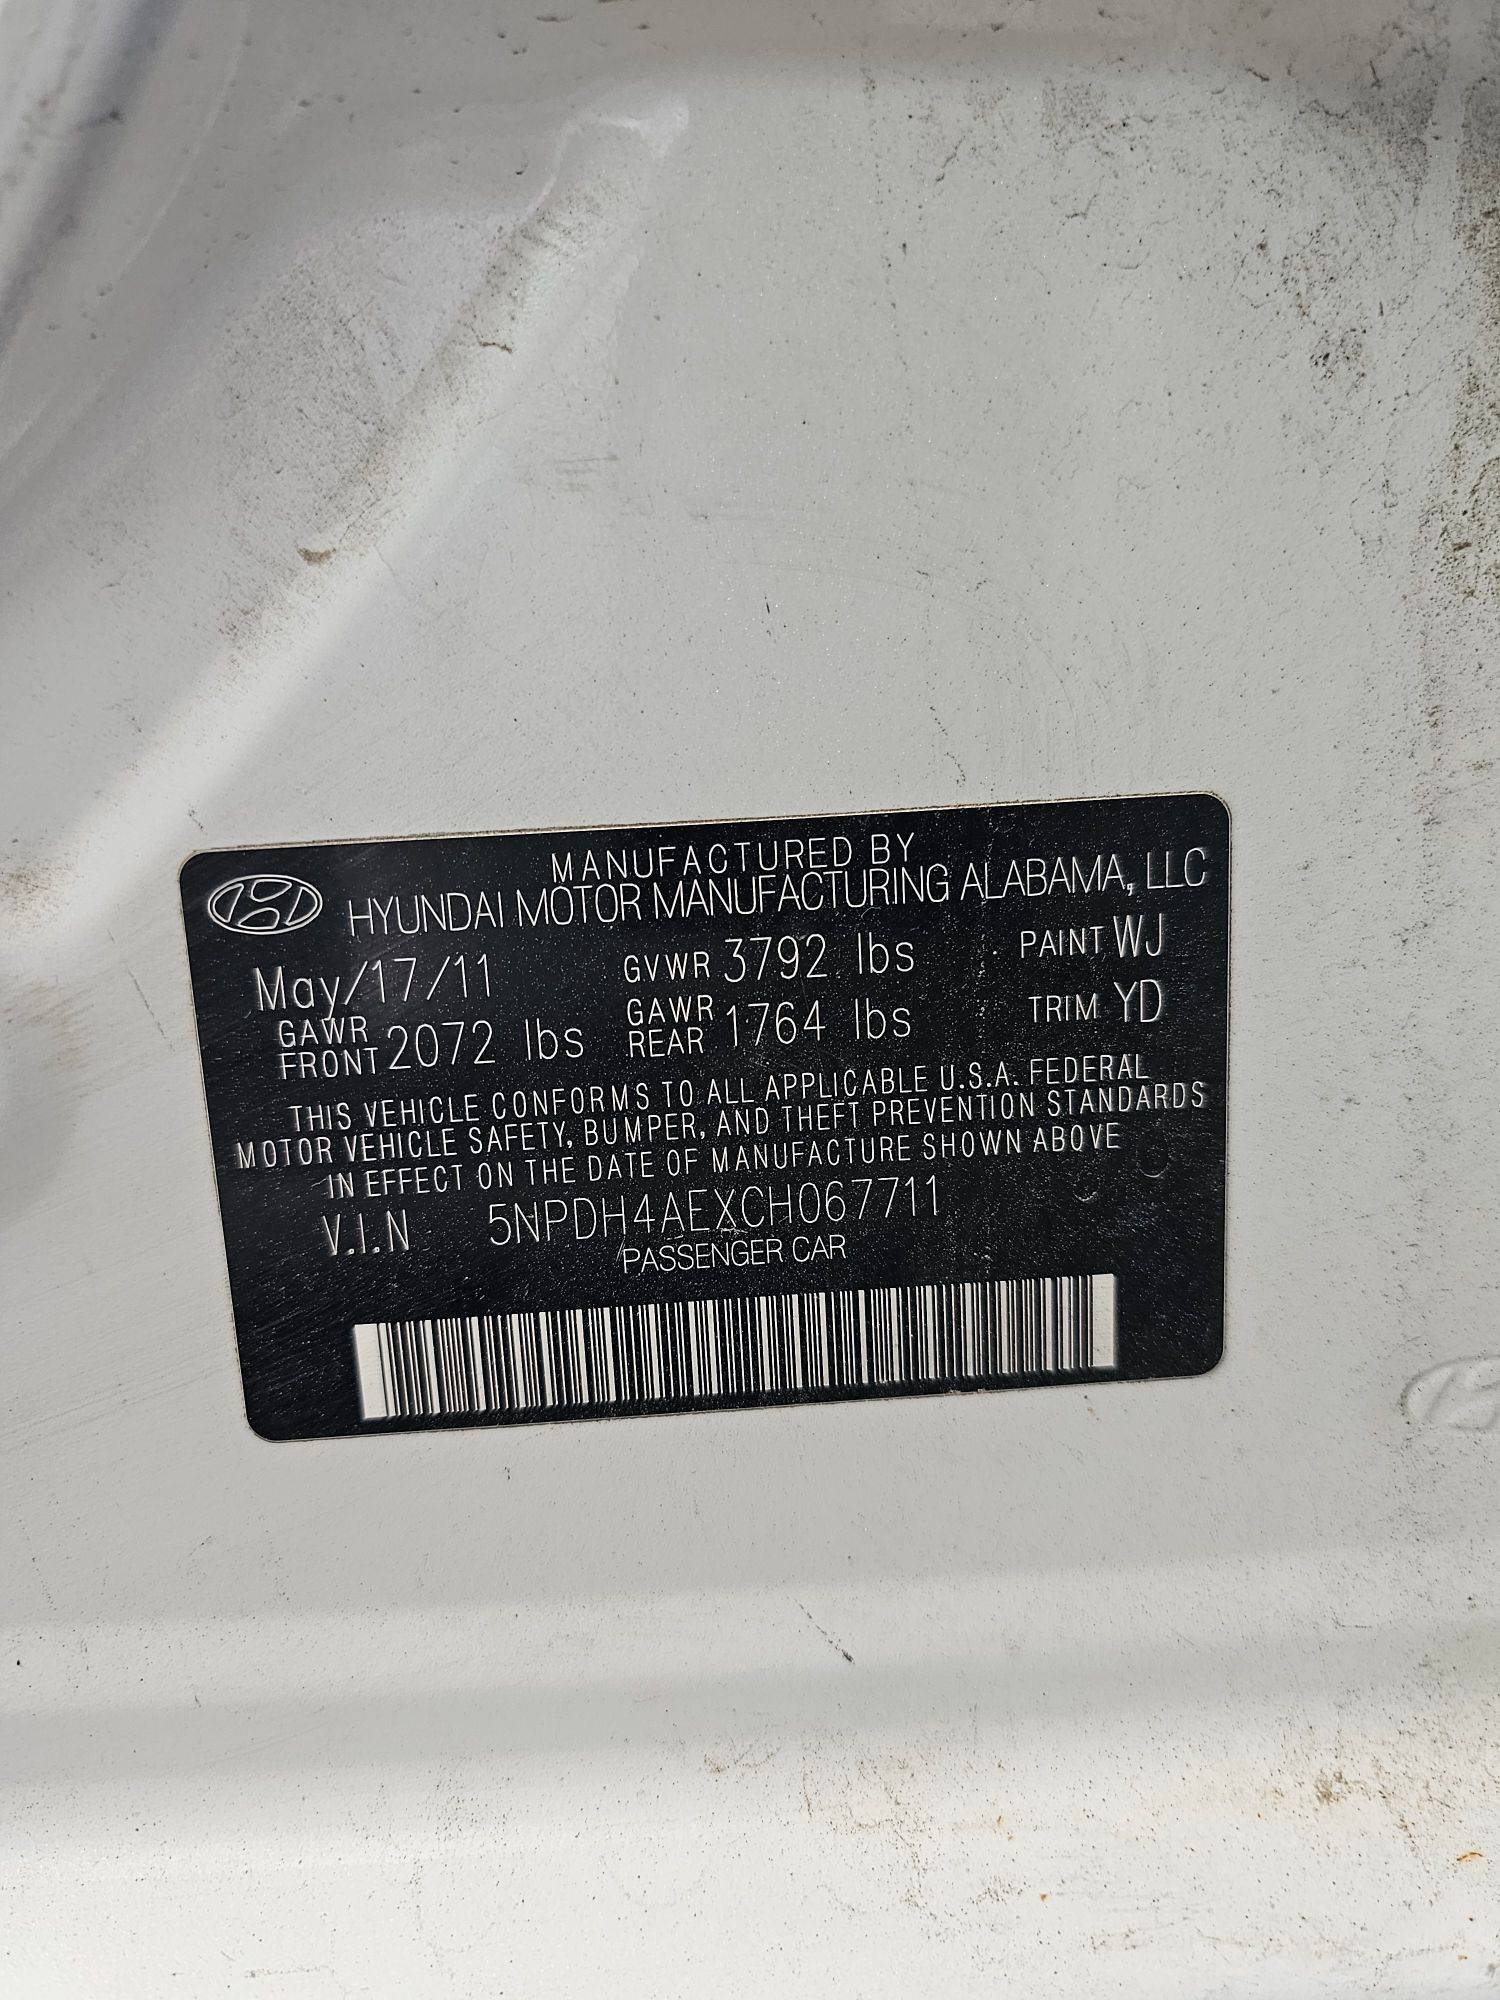 MANUFACTURED BY
HYUNDAI MOTOR MANUFACTURING ALABAMA, LLC
May/17/11 GVWR 3792 lbs PAINT WJ
GAWR FRONT 2072 lbs GAWR REAR 1764 lbs TRIM YD
THIS VEHICLE CONFORMS TO ALL APPLICABLE U.S.A. FEDERAL
MOTOR VEHICLE SAFETY, BUMPER, AND THEFT PREVENTION STANDARDS
IN EFFECT ON THE DATE OF MANUFACTURE SHOWN ABOVE
V.I.N 5NPDH4AEXCH067711
PASSENGER CAR